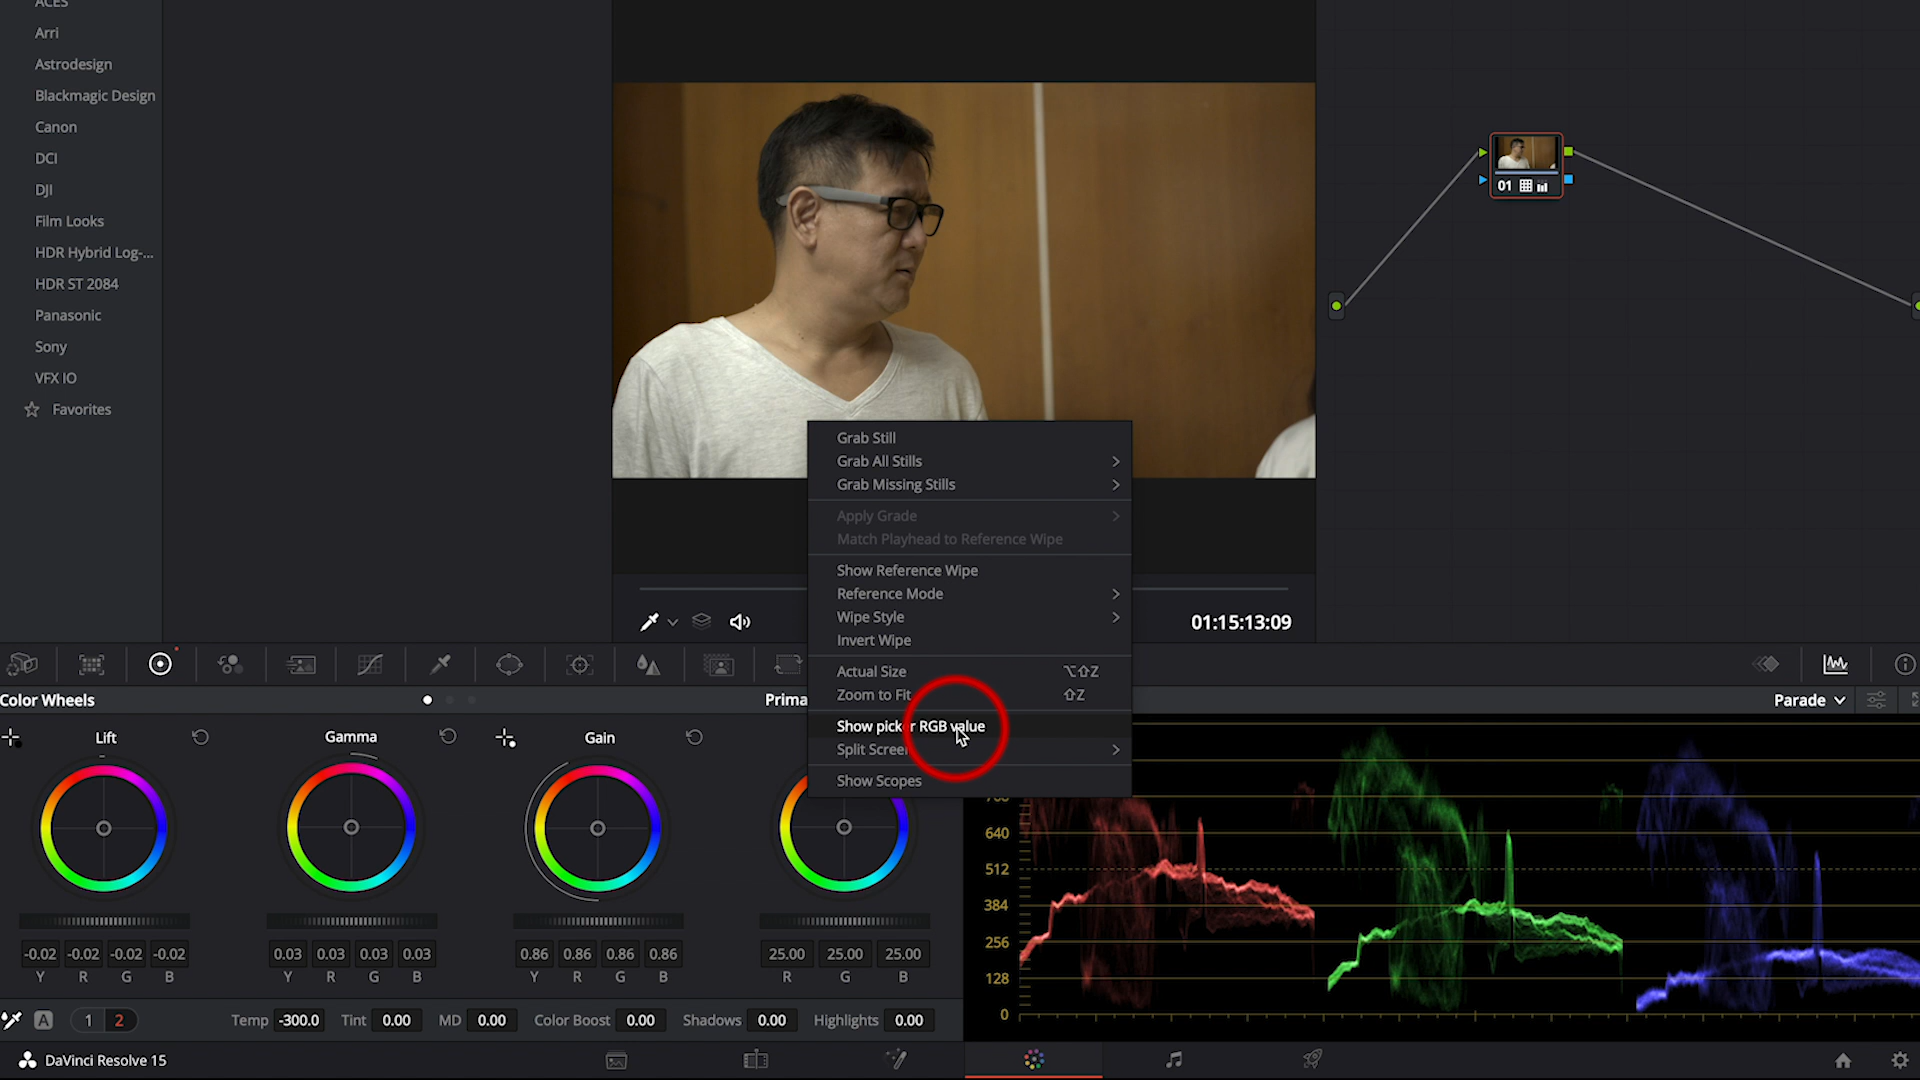 ACES
Arri
Astrodesign
Blackmagic Design
Canon
DCI
DJI
Film Looks
HDR Hybrid Log-...
HDR ST 2084
Panasonic
Sony
VFX IO
Favorites
01
Grab Still
Grab All Stills
Grab Missing Stills
Apply Grade
Match Playhead to Reference Wipe
Show Reference Wipe
Reference Mode
Wipe Style
Invert Wipe
Actual Size ⌥⇧Z
Zoom to Fit ⇧Z
Show picker RGB value
Split Screen
Show Scopes
01:15:13:09
Color Wheels
Prima
Parade
Lift
Gamma
Gain
-0.02 -0.02 -0.02 -0.02
Y R G B
0.03 0.03 0.03 0.03
Y R G B
0.86 0.86 0.86 0.86
Y R G B
25.00 25.00 25.00
R G B
768
640
512
384
256
128
0
A 1 2 Temp -300.0 Tint 0.00 MD 0.00 Color Boost 0.00 Shadows 0.00 Highlights 0.00
DaVinci Resolve 15